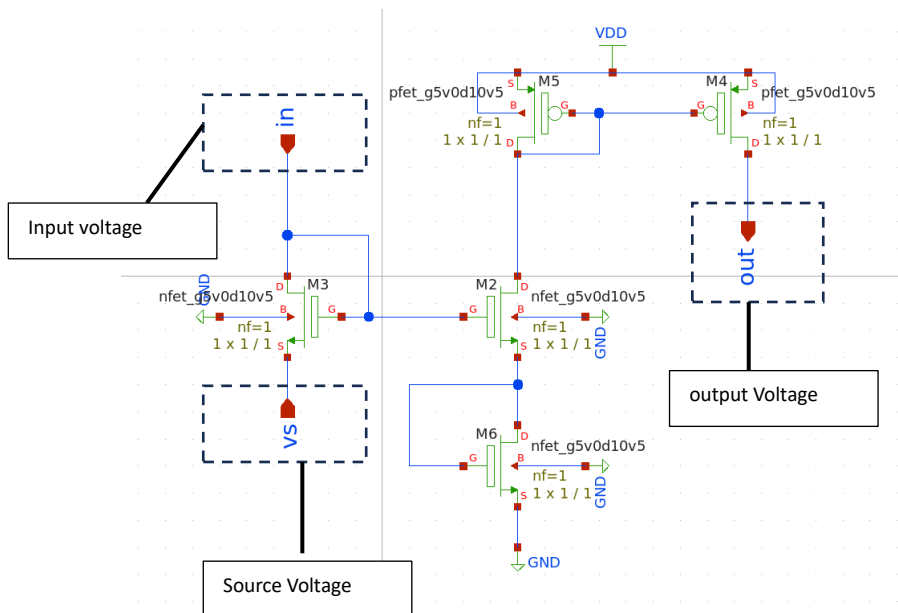 VDD
S
M5
M4
S
pfet_g5v0d10v5
pfet_g5v0d10v5
B
G
G
B
nf=1
1 x 1 / 1
nf=1
1 x 1 / 1
D
D
in
Input voltage
out
output Voltage
D
M3
GND
nfet_g5v0d10v5
B
G
nf=1
1 x 1 / 1
S
M2
D
nfet_g5v0d10v5
G
B
nf=1
1 x 1 / 1
S
GND
vs
Source Voltage
M6
D
nfet_g5v0d10v5
G
B
nf=1
1 x 1 / 1
S
GND
GND